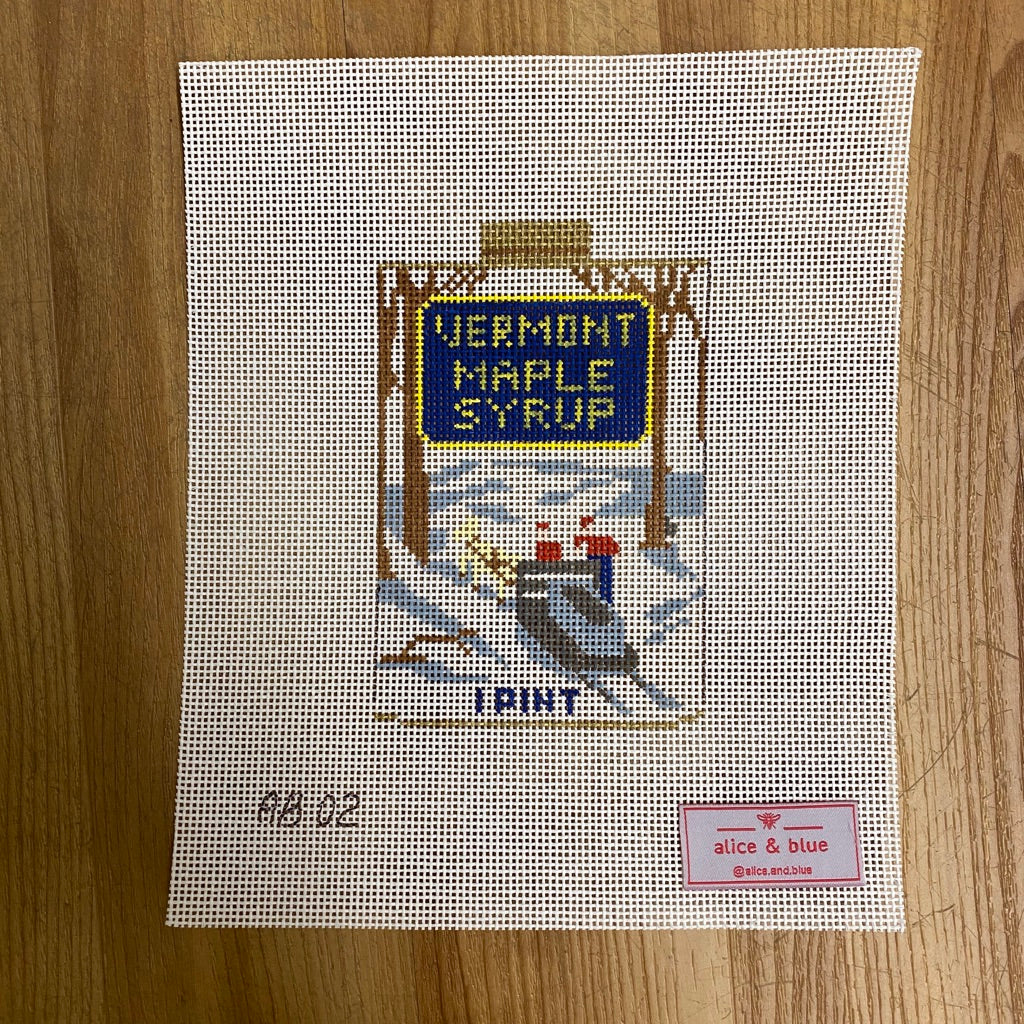 VERMONT
MAPLE
SYRUP
1 PINT
AB 02
alice & blue
@alice.and.blue